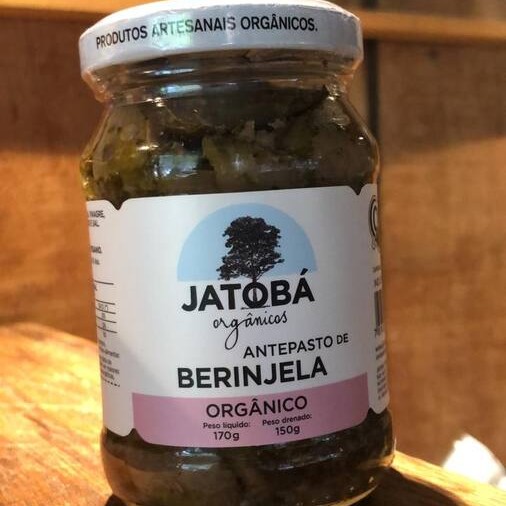 PRODUTOS ARTESANAIS ORGÂNICOS.
JATOBÁ
orgânicos
ANTEPASTO DE
BERINJELA
ORGÂNICO
Peso líquido: Peso drenado:
170g 150g